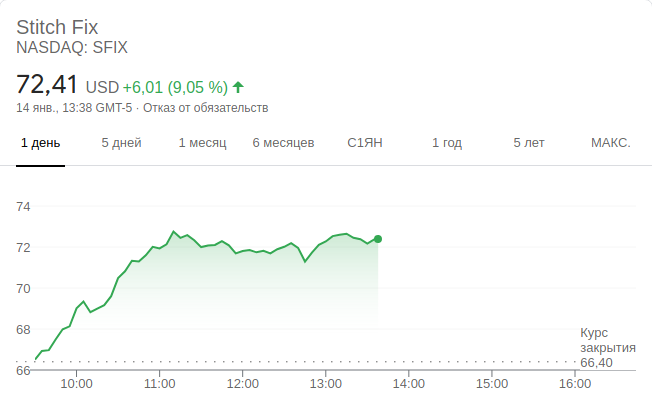 Stitch Fix
NASDAQ: SFIX
72,41 USD +6,01 (9,05 %)
14 янв., 13:38 GMT-5 · Отказ от обязательств
1 день 5 дней 1 месяц 6 месяцев С1ЯН 1 год 5 лет МАКС.
74
72
70
68
Курс
закрытия
66,40
66
10:00 11:00 12:00 13:00 14:00 15:00 16:00